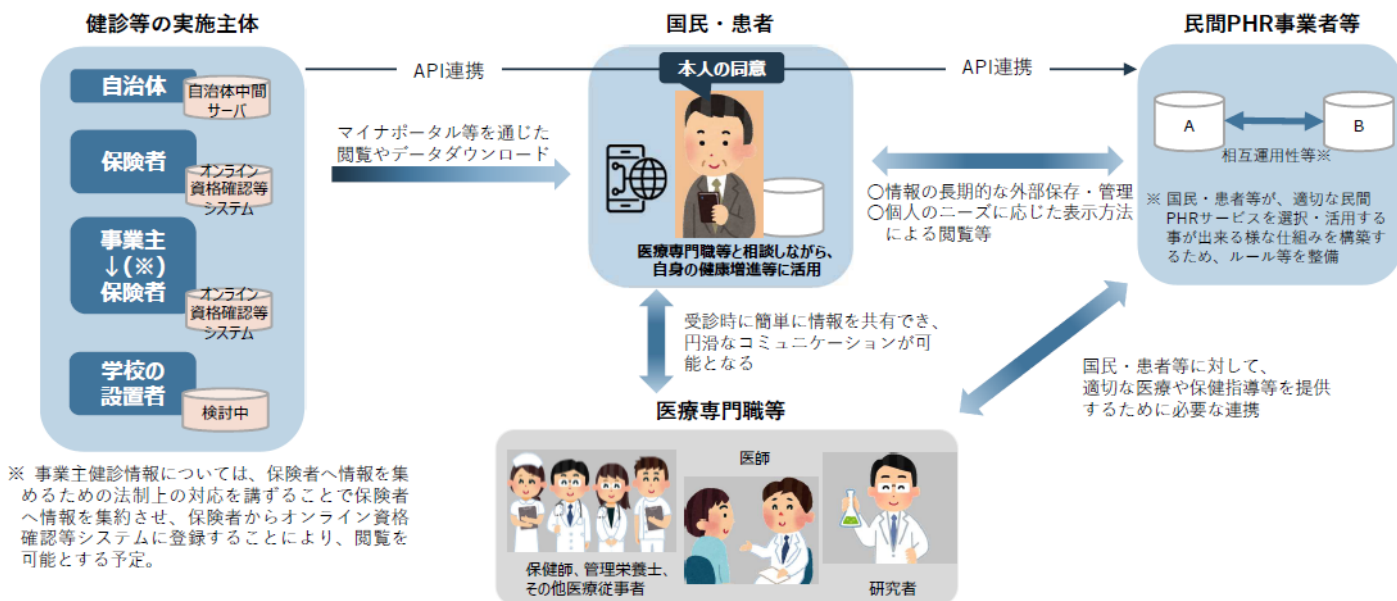 健診等の実施主体
自治体
自治体中間
サーバ
保険者
オンライン
資格確認等
システム
事業主
↓(※)
保険者
オンライン
資格確認等
システム
学校の
設置者
検討中
※ 事業主健診情報については、保険者へ情報を集
めるための法制上の対応を講ずることで保険者
へ情報を集約させ、保険者からオンライン資格
確認等システムに登録することにより、閲覧を
可能とする予定。
API連携
マイナポータル等を通じた
閲覧やデータダウンロード
国民・患者
本人の同意
医療専門職等と相談しながら、
自身の健康増進等に活用
API連携
○情報の長期的な外部保存・管理
○個人のニーズに応じた表示方法
による閲覧等
民間PHR事業者等
A
B
相互運用性等※
※ 国民・患者等が、適切な民間
PHRサービスを選択・活用する
事が出来る様な仕組みを構築す
るため、ルール等を整備
受診時に簡単に情報を共有でき、
円滑なコミュニケーションが可
能となる
国民・患者等に対して、
適切な医療や保健指導等を提供
するために必要な連携
医療専門職等
保健師、管理栄養士、
その他医療従事者
医師
研究者